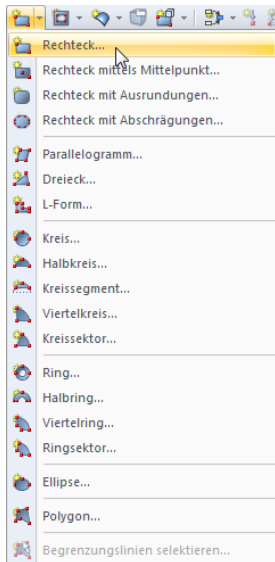 Rechteck...
Rechteck mittels Mittelpunkt...
Rechteck mit Ausrundungen...
Rechteck mit Abschrägungen...
Parallelogramm...
Dreieck...
L-Form...
Kreis...
Halbkreis...
Kreissegment...
Viertelkreis...
Kreissektor...
Ring...
Halbring...
Viertelring...
Ringsektor...
Ellipse...
Polygon...
Begrenzungslinien selektieren...